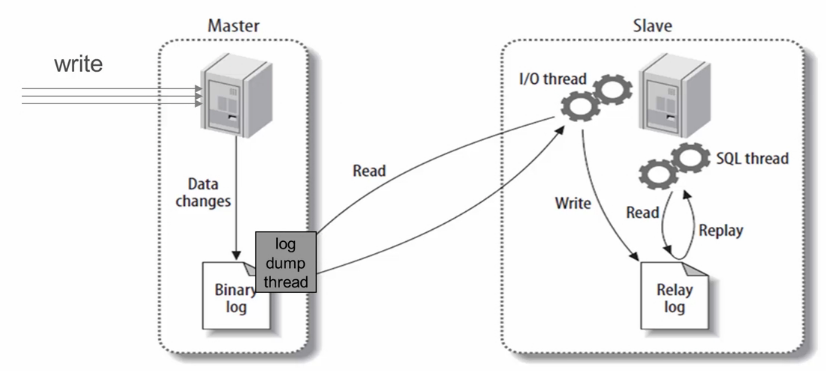 Master
Slave
write
I/O thread
SQL thread
Read
Data
changes
Write
Read
Replay
log
dump
thread
Binary
log
Relay
log